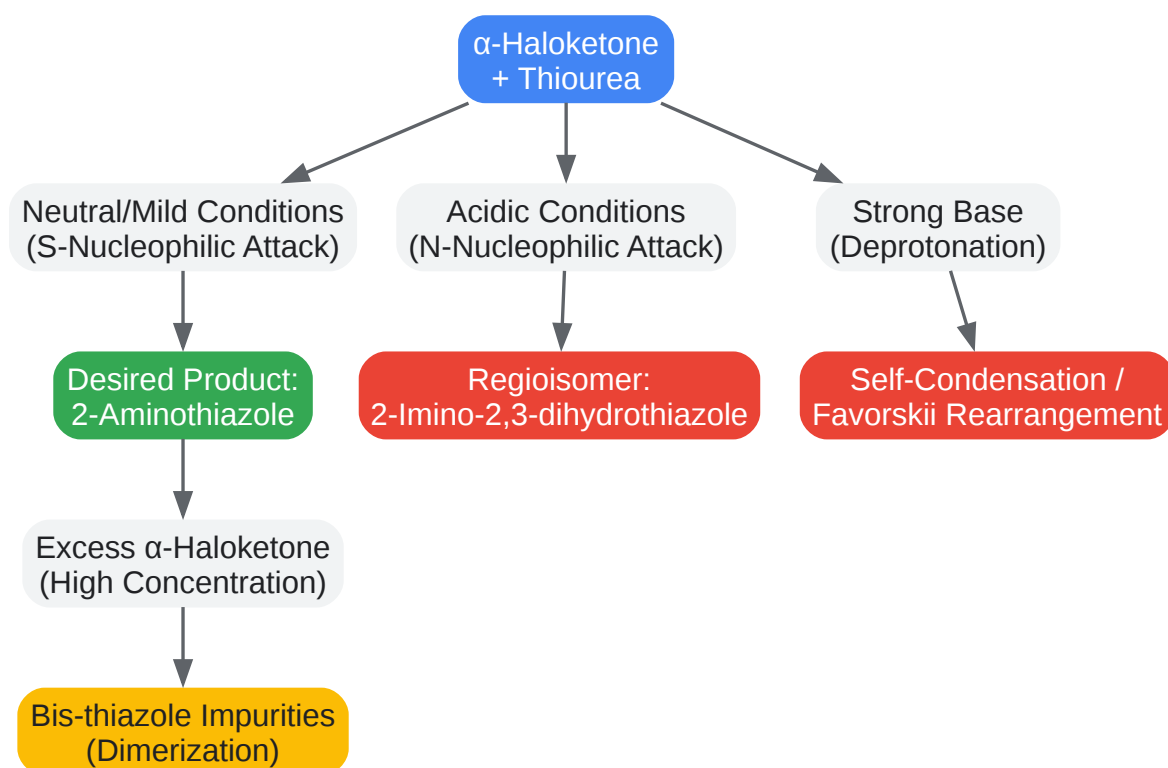 α-Haloketone
+ Thiourea
Neutral/Mild Conditions
(S-Nucleophilic Attack)
Acidic Conditions
(N-Nucleophilic Attack)
Strong Base
(Deprotonation)
Desired Product:
2-Aminothiazole
Regioisomer:
2-Imino-2,3-dihydrothiazole
Self-Condensation /
Favorskii Rearrangement
Excess α-Haloketone
(High Concentration)
Bis-thiazole Impurities
(Dimerization)